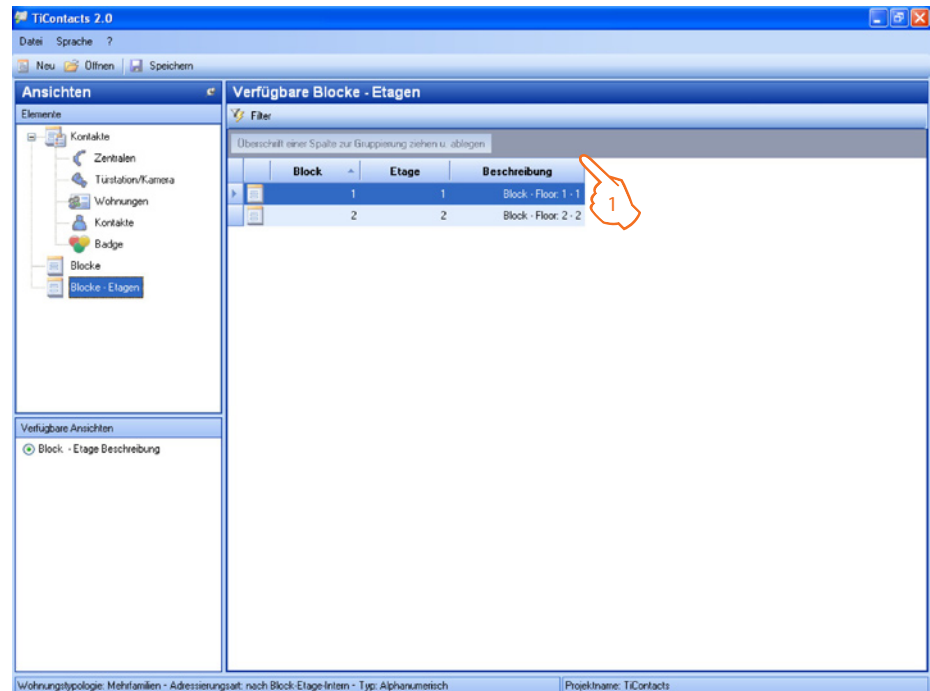 TiContacts 2.0
Datei Sprache ?
Neu Öffnen Speichern
Ansichten
Elemente
Kontakte
Zentralen
Türstation/Kamera
Wohnungen
Kontakte
Badge
Blocke
Blocke - Etagen
Verfügbare Ansichten
Block. - Etage Beschreibung
Verfügbare Blocke - Etagen
Filter
Überschrift einer Spalte zur Gruppierung ziehen u. ablegen
Block Etage Beschreibung
1 1 Block - Floor: 1 - 1
2 2 Block - Floor: 2 - 2
1
Wohnungstypologie: Mehrfamilien - Adressierungsart: nach Block-Etage-Intern - Typ: Alphanumerisch
Projektname: TiContacts